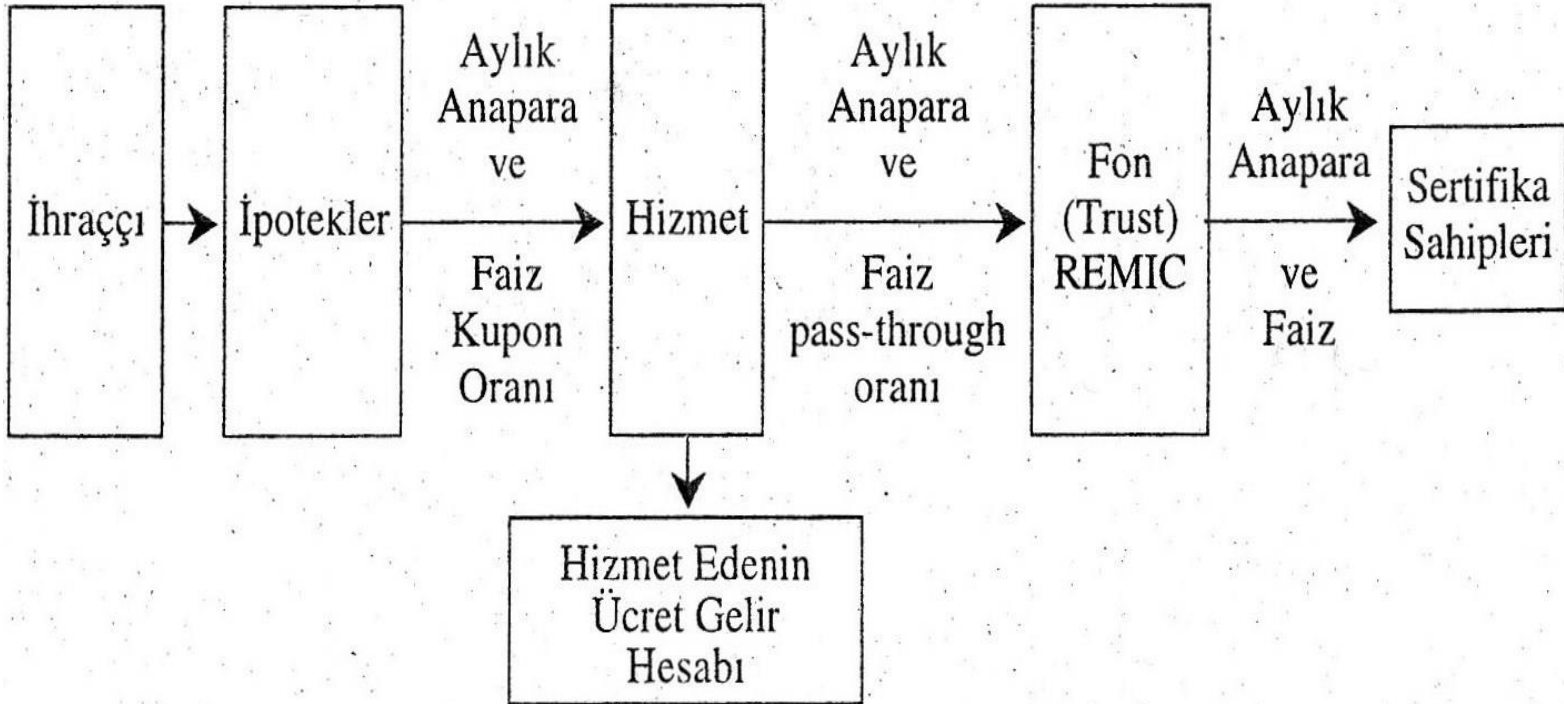 İhraççı
İpotekler
Aylık
Anapara
ve
Faiz
Kupon
Oranı
Hizmet
Aylık
Anapara
ve
Faiz
pass-through
oranı
Fon
(Trust)
REMIC
Aylık
Anapara
ve
Faiz
Sertifika
Sahipleri
Hizmet Edenin
Ücret Gelir
Hesabı